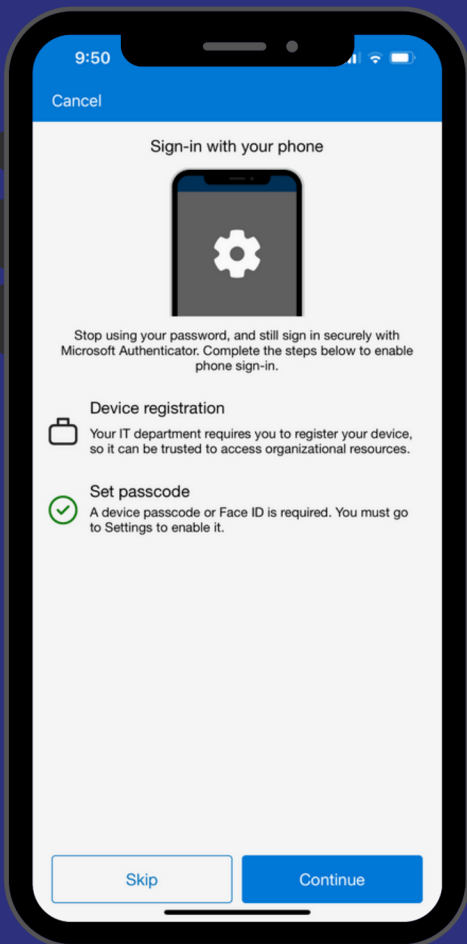 9:50
Cancel
Sign-in with your phone
Stop using your password, and still sign in securely with
Microsoft Authenticator. Complete the steps below to enable
phone sign-in.
Device registration
Your IT department requires you to register your device,
so it can be trusted to access organizational resources.
Set passcode
A device passcode or Face ID is required. You must go
to Settings to enable it.
Skip
Continue